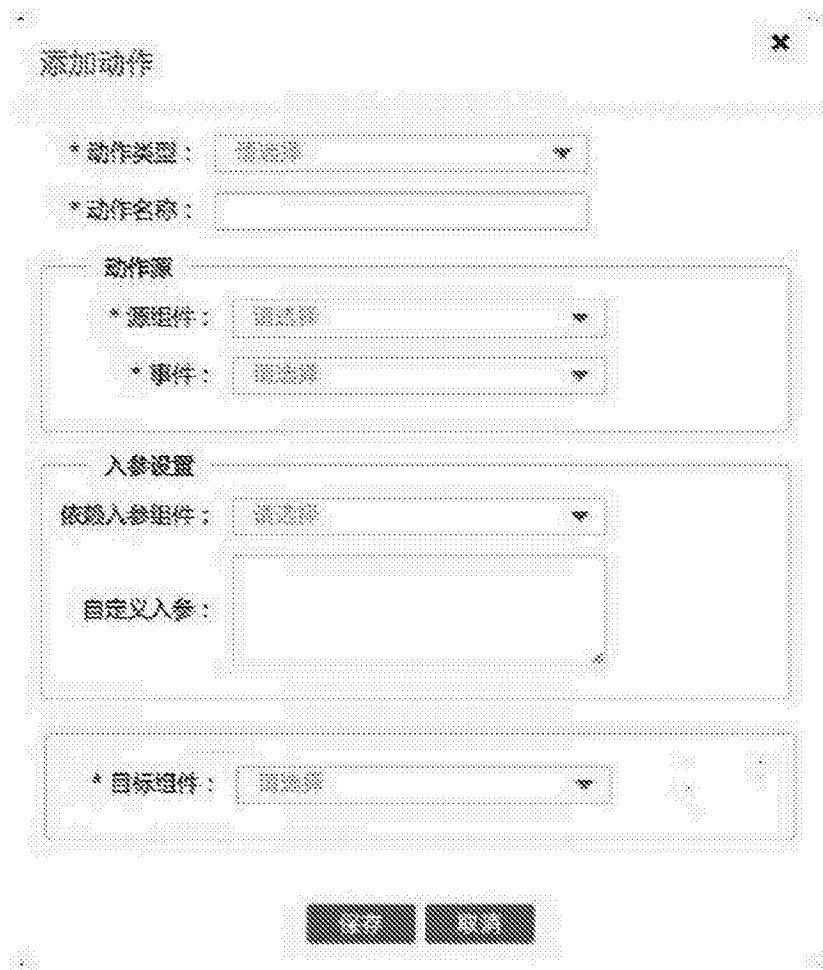 添加动作
* 动作类型： 请选择
* 动作名称：
动作源
* 源组件： 请选择
* 事件： 请选择
入参设置
依赖入参组件： 请选择
自定义入参：
* 目标组件： 请选择
保存 取消